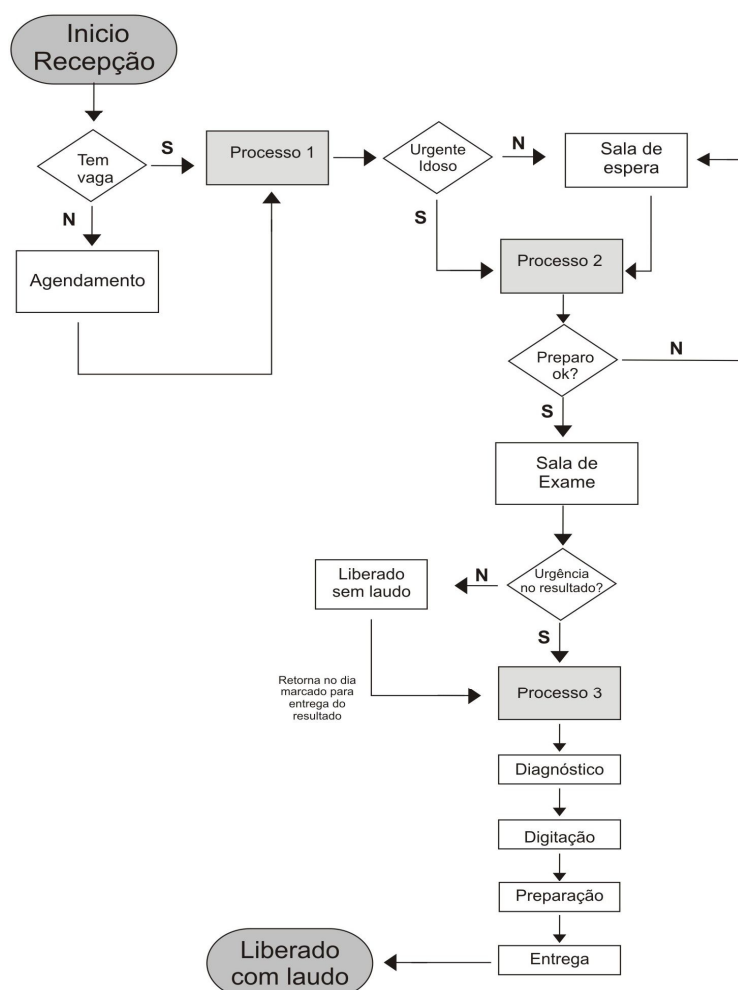 Inicio
Recepção
Tem
vaga
S
Processo 1
Urgente
Idoso
N
Sala de
espera
N
Agendamento
S
Processo 2
Preparo
ok?
N
S
Sala de
Exame
Urgência
no resultado?
N
Liberado
sem laudo
S
Retorna no dia
marcado para
entrega do
resultado
Processo 3
Diagnóstico
Digitação
Preparação
Entrega
Liberado
com laudo